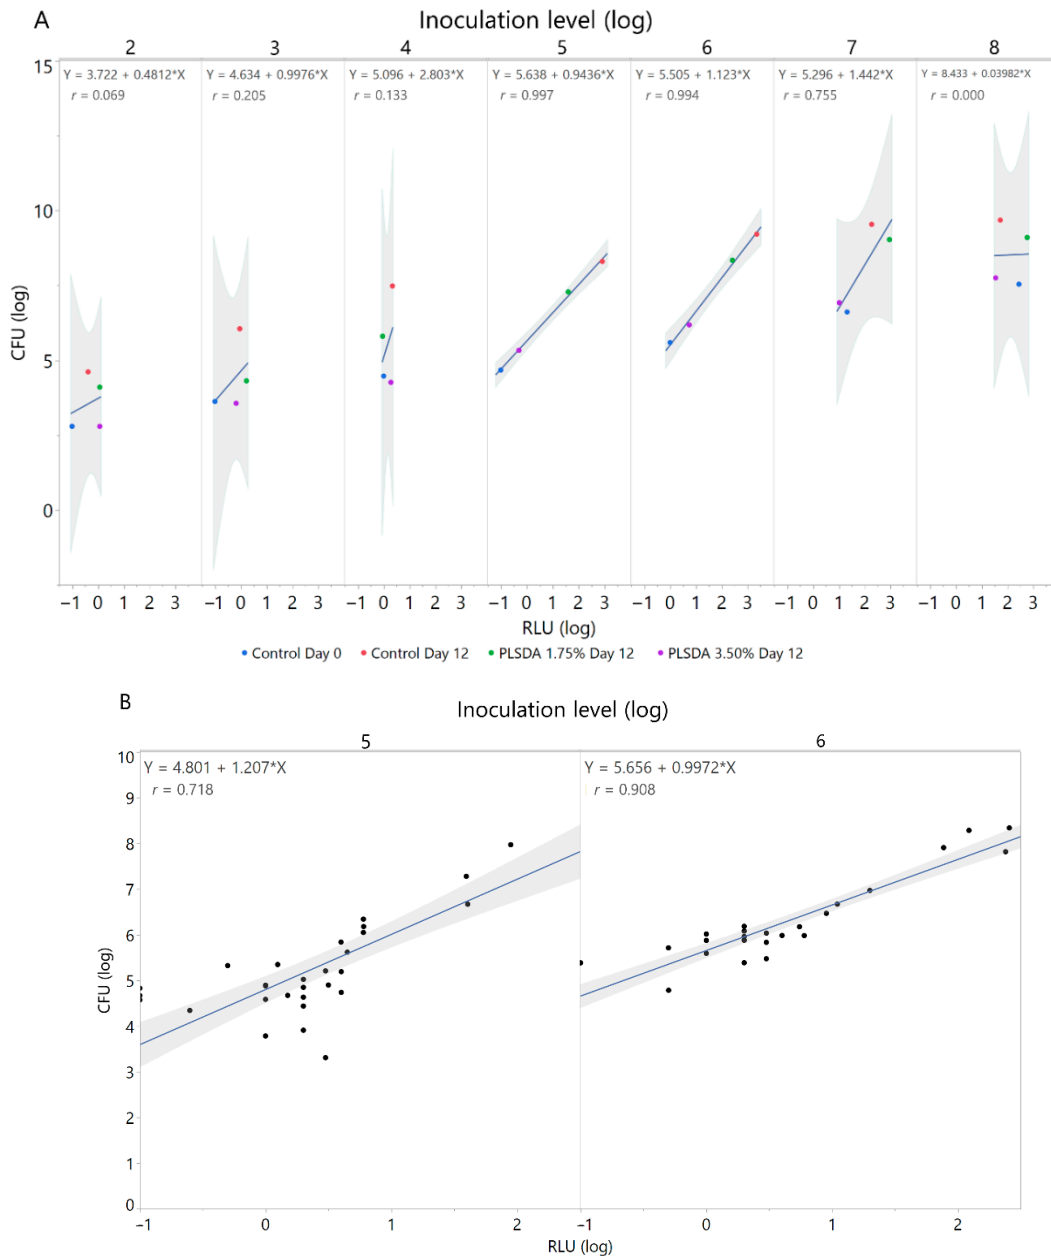 A
Inoculation level (log)
2 3 4 5 6 7 8
Y = 3.722 + 0.4812*X
r = 0.069
Y = 4.634 + 0.9976*X
r = 0.205
Y = 5.096 + 2.803*X
r = 0.133
Y = 5.638 + 0.9436*X
r = 0.997
Y = 5.505 + 1.123*X
r = 0.994
Y = 5.296 + 1.442*X
r = 0.755
Y = 8.433 + 0.03982*X
r = 0.000
15
10
5
0
CFU (log)
−1 0 1 2 3 −1 0 1 2 3 −1 0 1 2 3 −1 0 1 2 3 −1 0 1 2 3 −1 0 1 2 3 −1 0 1 2 3
RLU (log)
Control Day 0 Control Day 12 PLSDA 1.75% Day 12 PLSDA 3.50% Day 12
B
Inoculation level (log)
5 6
Y = 4.801 + 1.207*X
r = 0.718
Y = 5.656 + 0.9972*X
r = 0.908
10
9
8
7
6
5
4
3
2
1
0
CFU (log)
−1 0 1 2 0 1 2
RLU (log)